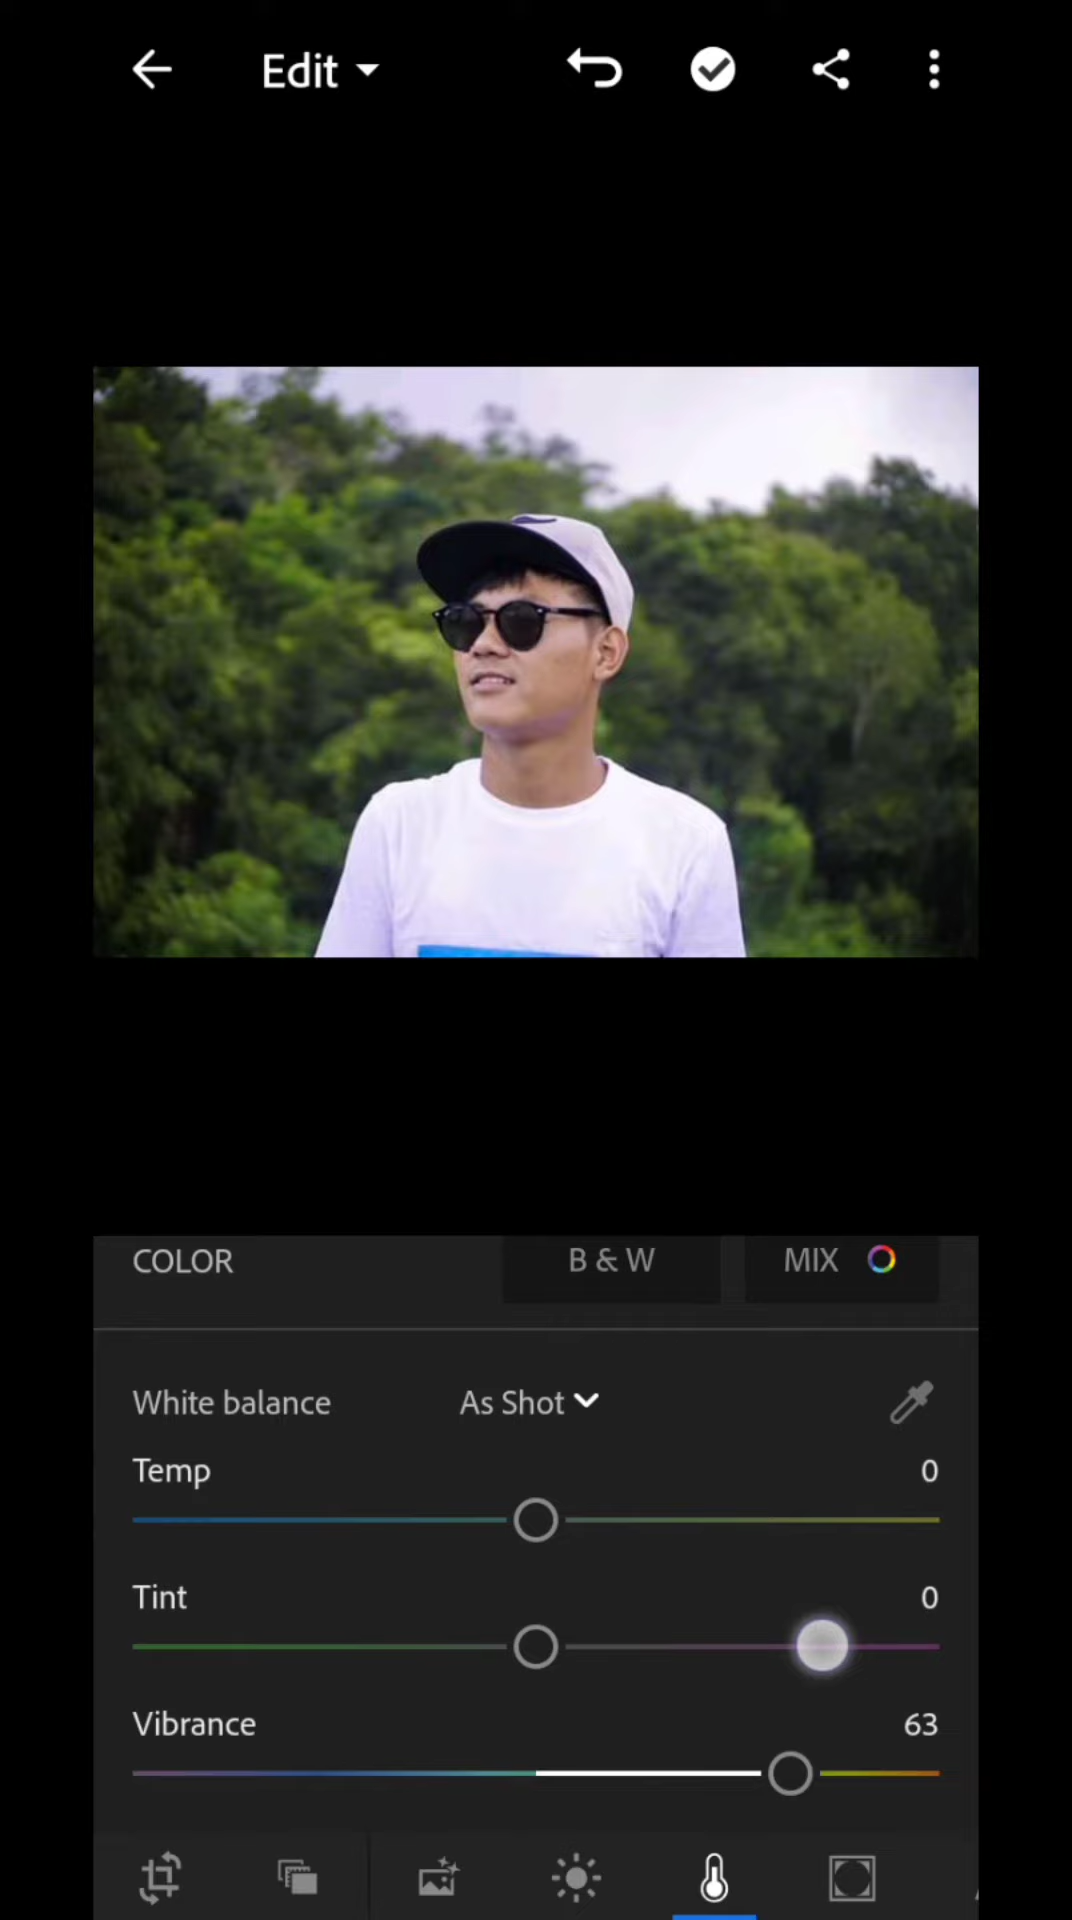 Edit
COLOR B & W MIX
White balance As Shot
Temp 0
Tint 0
Vibrance 63